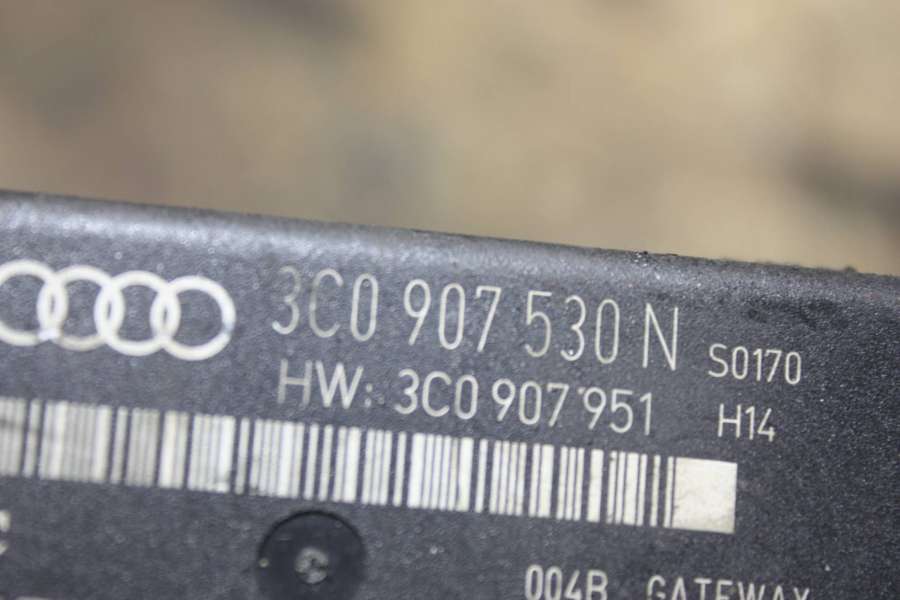 3C0 907 530 N S0170
HW: 3C0 907 951 H14
004B GATEWAY